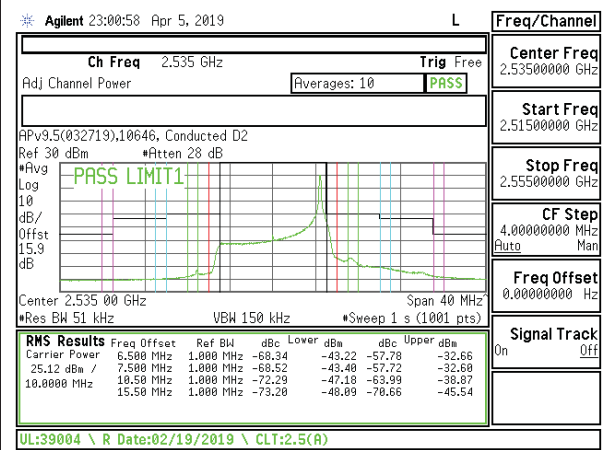 Agilent 23:00:58 Apr 5, 2019 L Freq/Channel
Ch Freq 2.535 GHz Trig Free
Adj Channel Power Averages: 10 PASS
APv9.5(032719),10646, Conducted D2
Ref 30 dBm #Atten 28 dB
#Avg
Log
10
dB/
Offst
15.9
dB
PASS LIMIT1
Center 2.535 00 GHz Span 40 MHz^
#Res BW 51 kHz VBW 150 kHz #Sweep 1 s (1001 pts)
RMS Results Freq Offset Ref BW dBc Lower dBm dBc Upper dBm
Carrier Power 6.500 MHz 1.000 MHz -68.34 -43.22 -57.78 -32.66
25.12 dBm / 7.500 MHz 1.000 MHz -68.52 -43.40 -57.72 -32.60
10.0000 MHz 10.50 MHz 1.000 MHz -72.29 -47.18 -63.99 -38.87
15.50 MHz 1.000 MHz -73.20 -48.09 -70.66 -45.54
UL:39004 \ R Date:02/19/2019 \ CLT:2.5(A)
Center Freq
2.53500000 GHz
Start Freq
2.51500000 GHz
Stop Freq
2.55500000 GHz
CF Step
4.00000000 MHz
Auto Man
Freq Offset
0.00000000 Hz
Signal Track
On Off